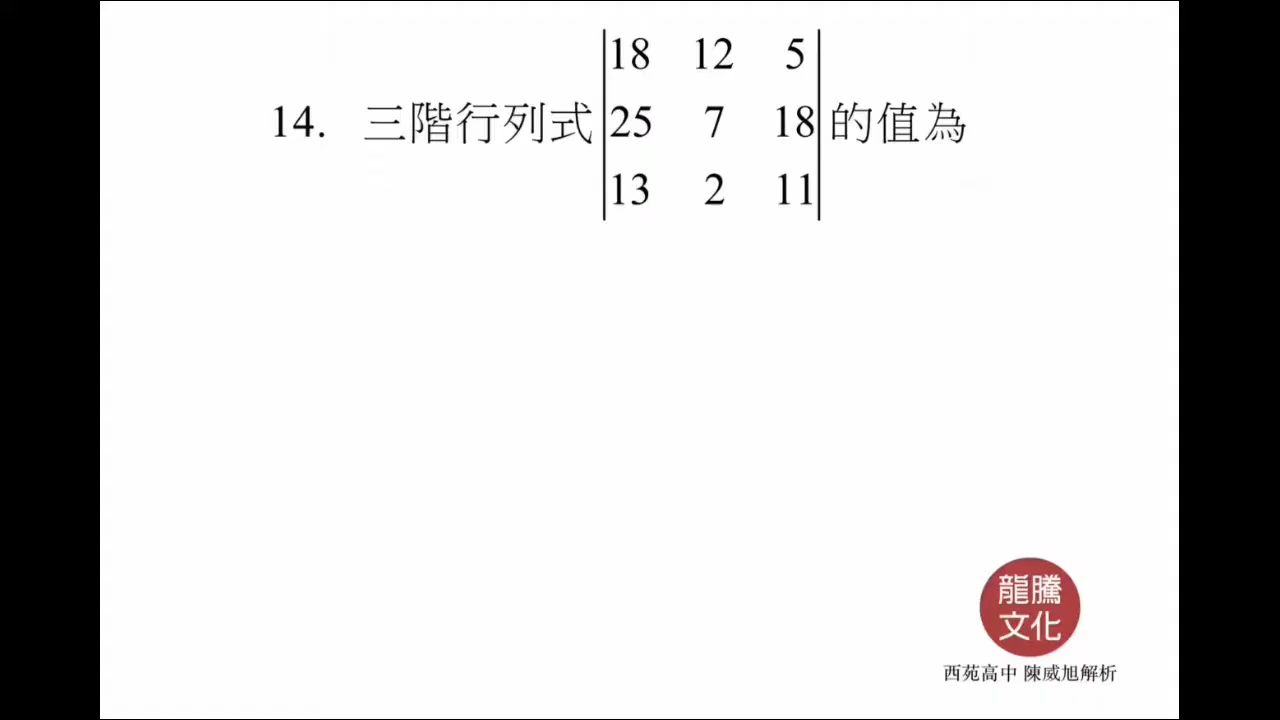 18 12 5
14. 三階行列式 25 7 18 的值為
13 2 11
龍騰
文化
西苑高中 陳威旭解析